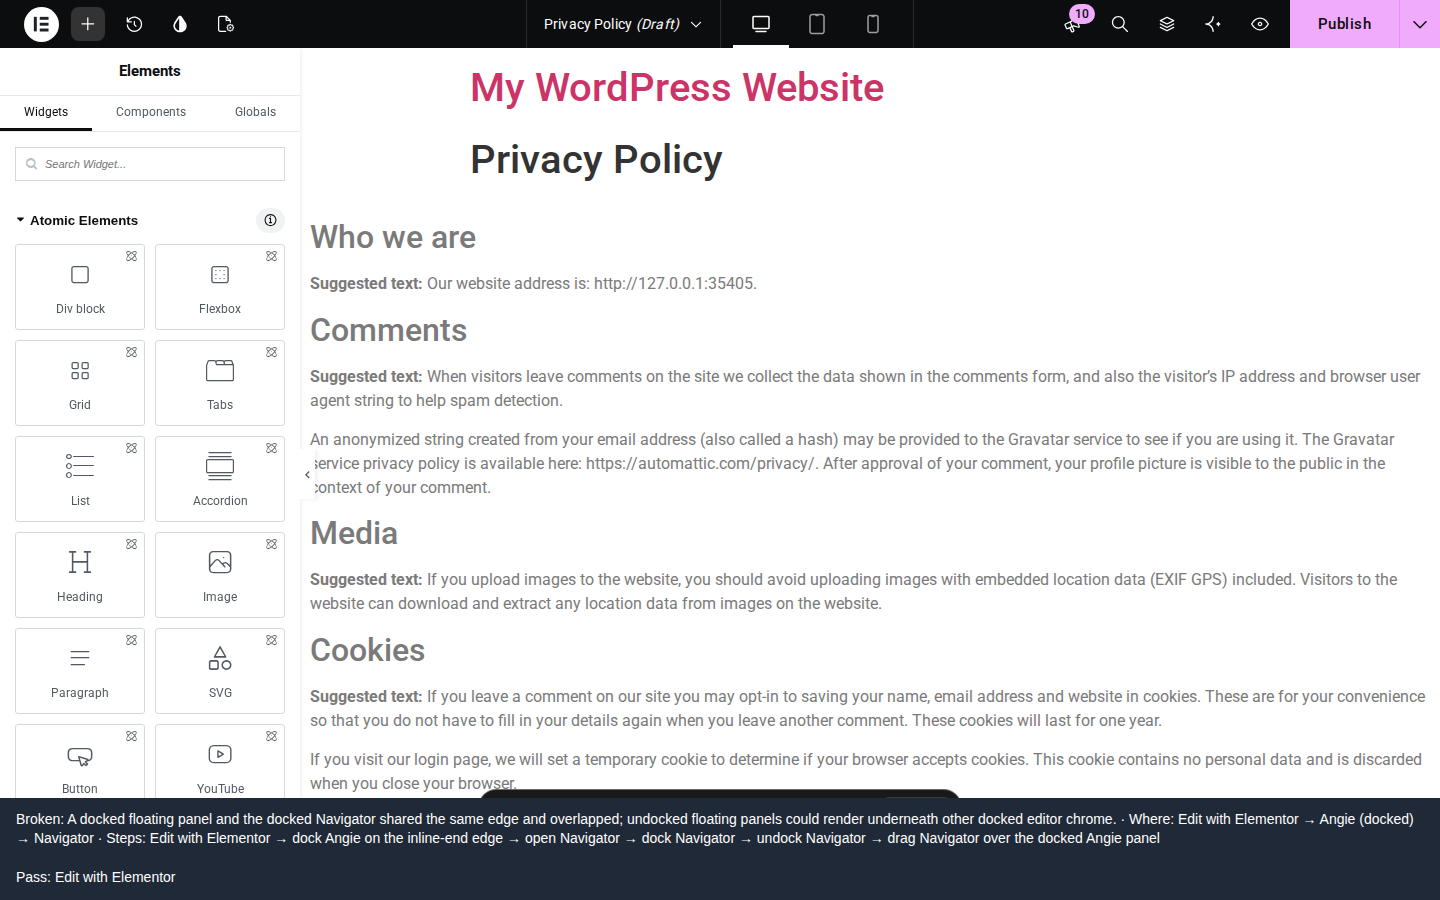 Privacy Policy (Draft)
10
Publish
Elements
Widgets
Components
Globals
Search Widget...
Atomic Elements
Div block
Flexbox
Grid
Tabs
List
Accordion
Heading
Image
Paragraph
SVG
Button
YouTube
My WordPress Website
Privacy Policy
Who we are
Suggested text: Our website address is: http://127.0.0.1:35405.
Comments
Suggested text: When visitors leave comments on the site we collect the data shown in the comments form, and also the visitor’s IP address and browser user
agent string to help spam detection.
An anonymized string created from your email address (also called a hash) may be provided to the Gravatar service to see if you are using it. The Gravatar
service privacy policy is available here: https://automattic.com/privacy/. After approval of your comment, your profile picture is visible to the public in the
context of your comment.
Media
Suggested text: If you upload images to the website, you should avoid uploading images with embedded location data (EXIF GPS) included. Visitors to the
website can download and extract any location data from images on the website.
Cookies
Suggested text: If you leave a comment on our site you may opt-in to saving your name, email address and website in cookies. These are for your convenience
so that you do not have to fill in your details again when you leave another comment. These cookies will last for one year.
If you visit our login page, we will set a temporary cookie to determine if your browser accepts cookies. This cookie contains no personal data and is discarded
when you close your browser.
Broken: A docked floating panel and the docked Navigator shared the same edge and overlapped; undocked floating panels could render underneath other docked editor chrome. · Where: Edit with Elementor → Angie (docked)
→ Navigator · Steps: Edit with Elementor → dock Angie on the inline-end edge → open Navigator → dock Navigator → undock Navigator → drag Navigator over the docked Angie panel
Pass: Edit with Elementor